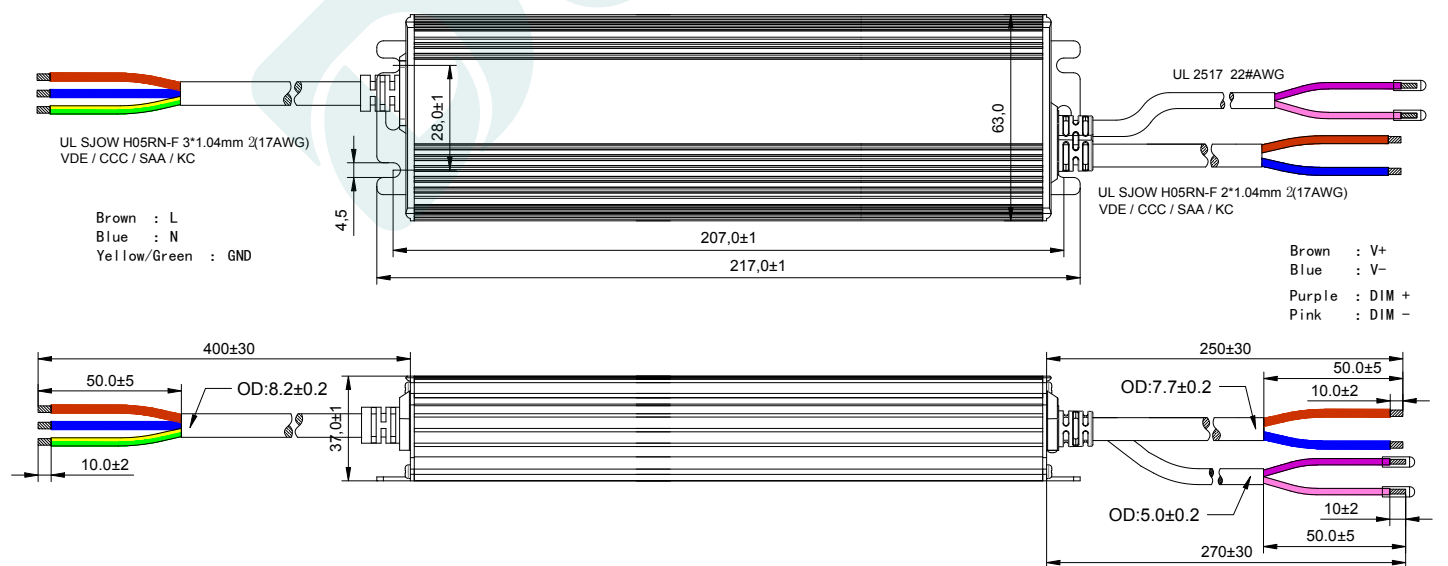 UL 2517 22#AWG
63,0
28,0±1
UL SJOW H05RN-F 3*1.04mm 2(17AWG)
VDE / CCC / SAA / KC
UL SJOW H05RN-F 2*1.04mm 2(17AWG)
VDE / CCC / SAA / KC
4,5
Brown : L
Blue : N
Yellow/Green : GND
207,0±1
217,0±1
Brown : V+
Blue : V-
Purple : DIM +
Pink : DIM -
400±30
250±30
50.0±5
OD:8.2±0.2
50.0±5
OD:7.7±0.2
10.0±2
37,0±1
10.0±2
OD:5.0±0.2
10±2
50.0±5
270±30